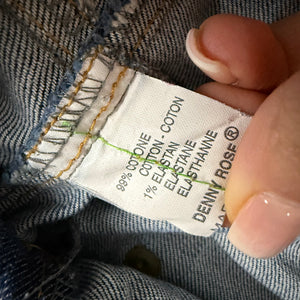 99% COTONE
COTTON - COTON
1% ELASTAN
ELASTANE
ELASTHANNE
DENNY ROSE®